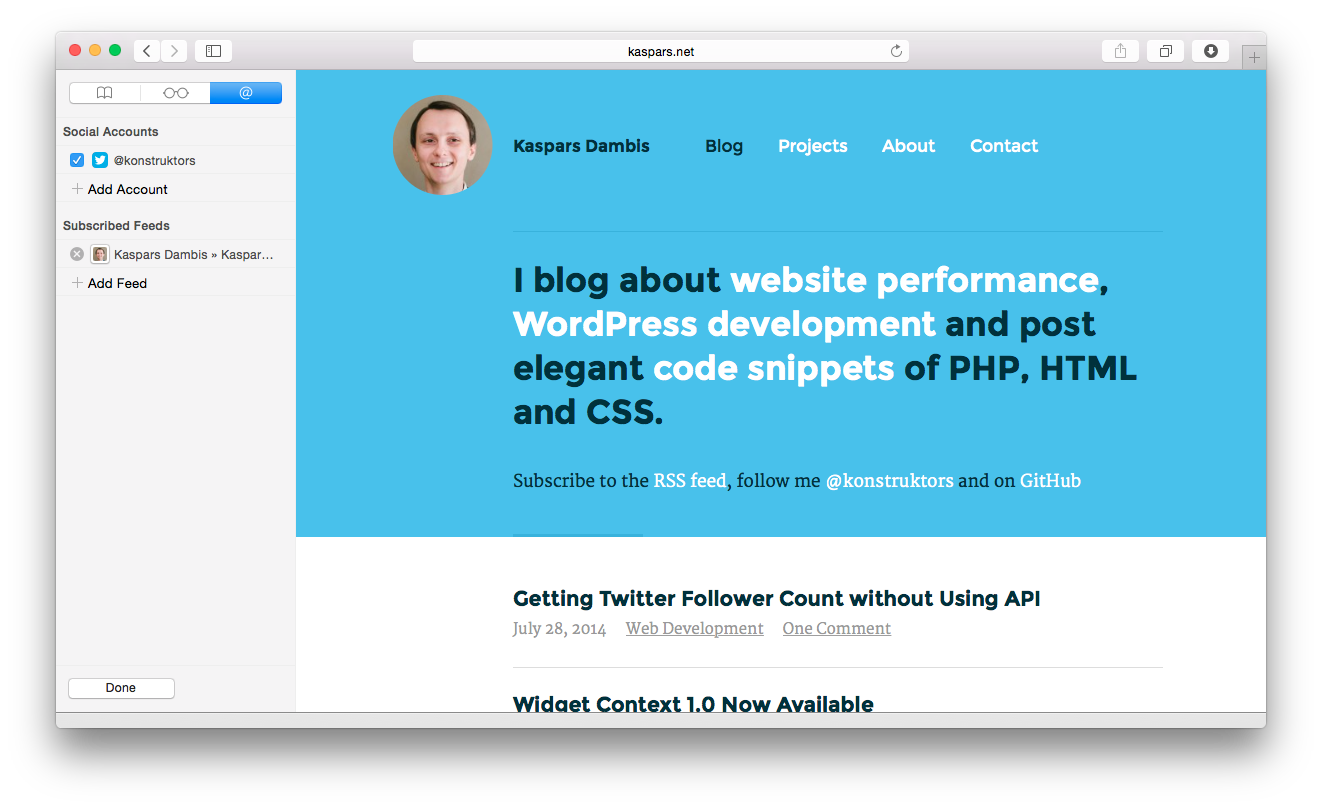 kaspars.net
@
Social Accounts
@konstruktors
Add Account
Subscribed Feeds
Kaspars Dambis » Kaspar...
Add Feed
Done
Kaspars Dambis Blog Projects About Contact
I blog about website performance,
WordPress development and post
elegant code snippets of PHP, HTML
and CSS.
Subscribe to the RSS feed, follow me @konstruktors and on GitHub
Getting Twitter Follower Count without Using API
July 28, 2014 Web Development One Comment
Widget Context 1.0 Now Available